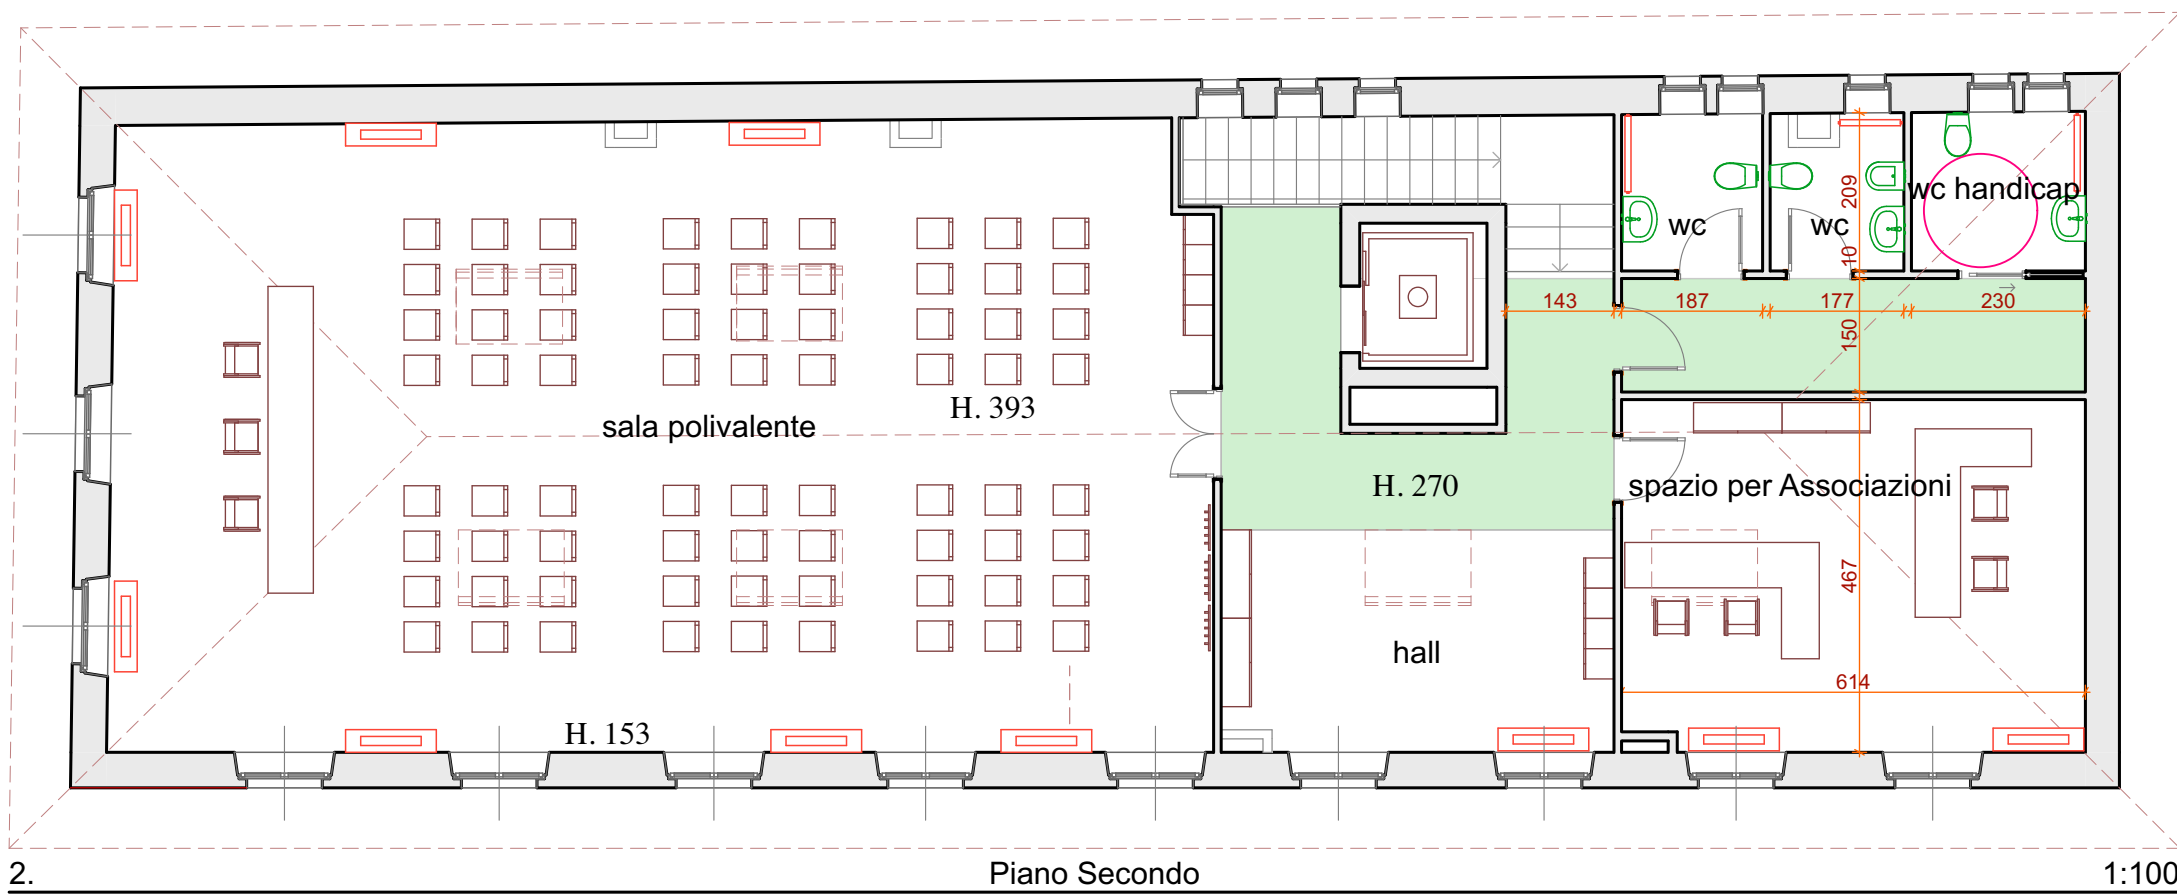 wc handicap
wc
wc
209
10
143
187
177
230
150
H. 393
sala polivalente
H. 270
spazio per Associazioni
467
hall
614
H. 153
2.
Piano Secondo
1:100